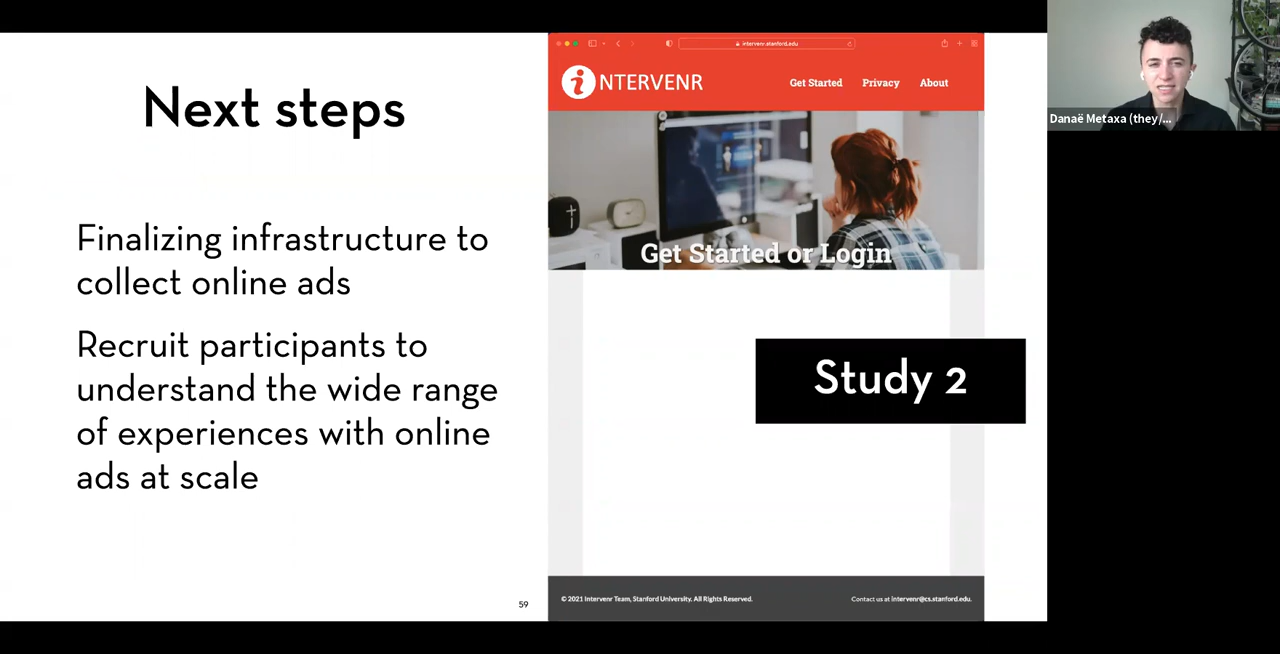 Next steps
Finalizing infrastructure to
collect online ads
Recruit participants to
understand the wide range
of experiences with online
ads at scale
59
intervenr.stanford.edu
iNTERVENR
Get Started
Privacy
About
Get Started or Login
Study 2
© 2021 Intervenr Team, Stanford University. All Rights Reserved.
Contact us at intervenr@cs.stanford.edu.
Danaë Metaxa (they/...